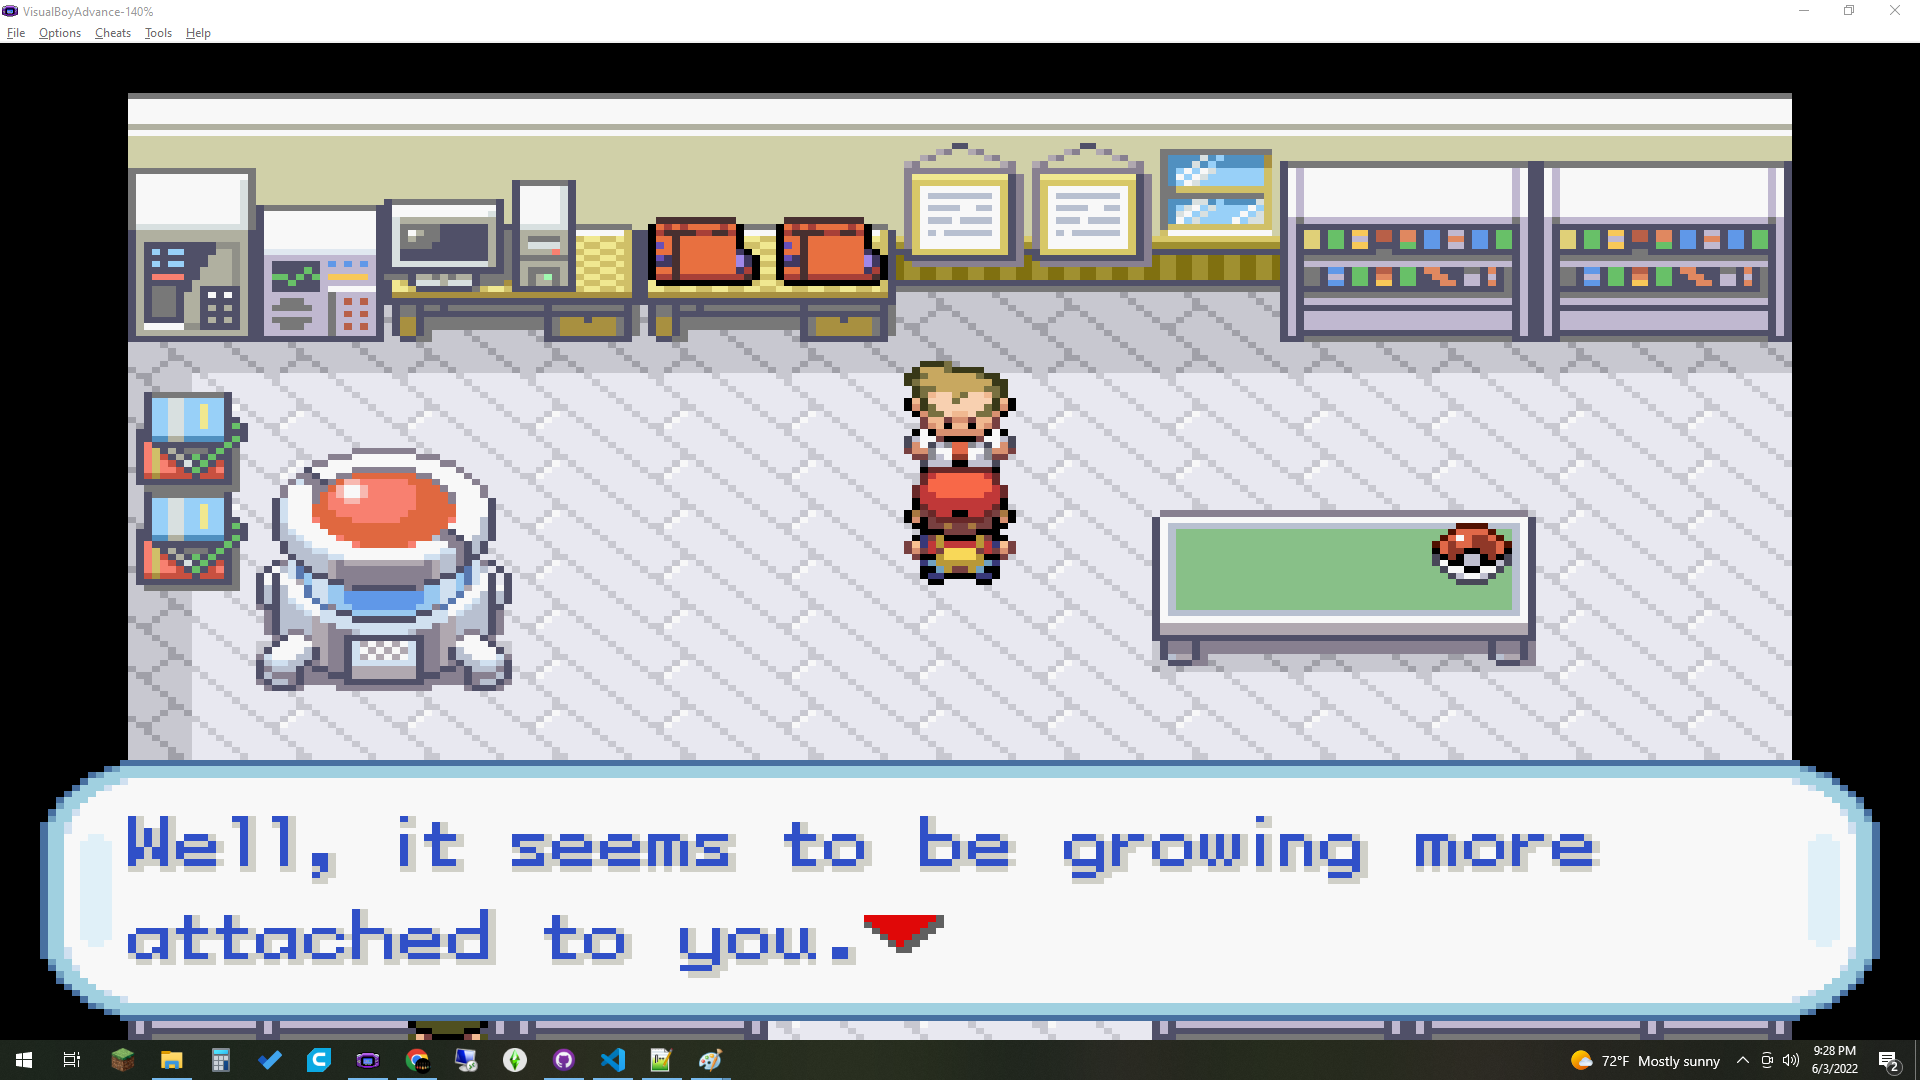 VisualBoyAdvance-140%
File Options Cheats Tools Help
Well, it seems to be growing more
attached to you.
72°F Mostly sunny
9:28 PM
6/3/2022
2